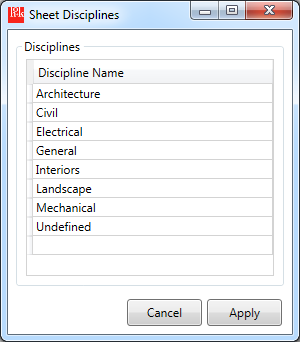 Sheet Disciplines
Disciplines
Discipline Name
Architecture
Civil
Electrical
General
Interiors
Landscape
Mechanical
Undefined
Cancel
Apply